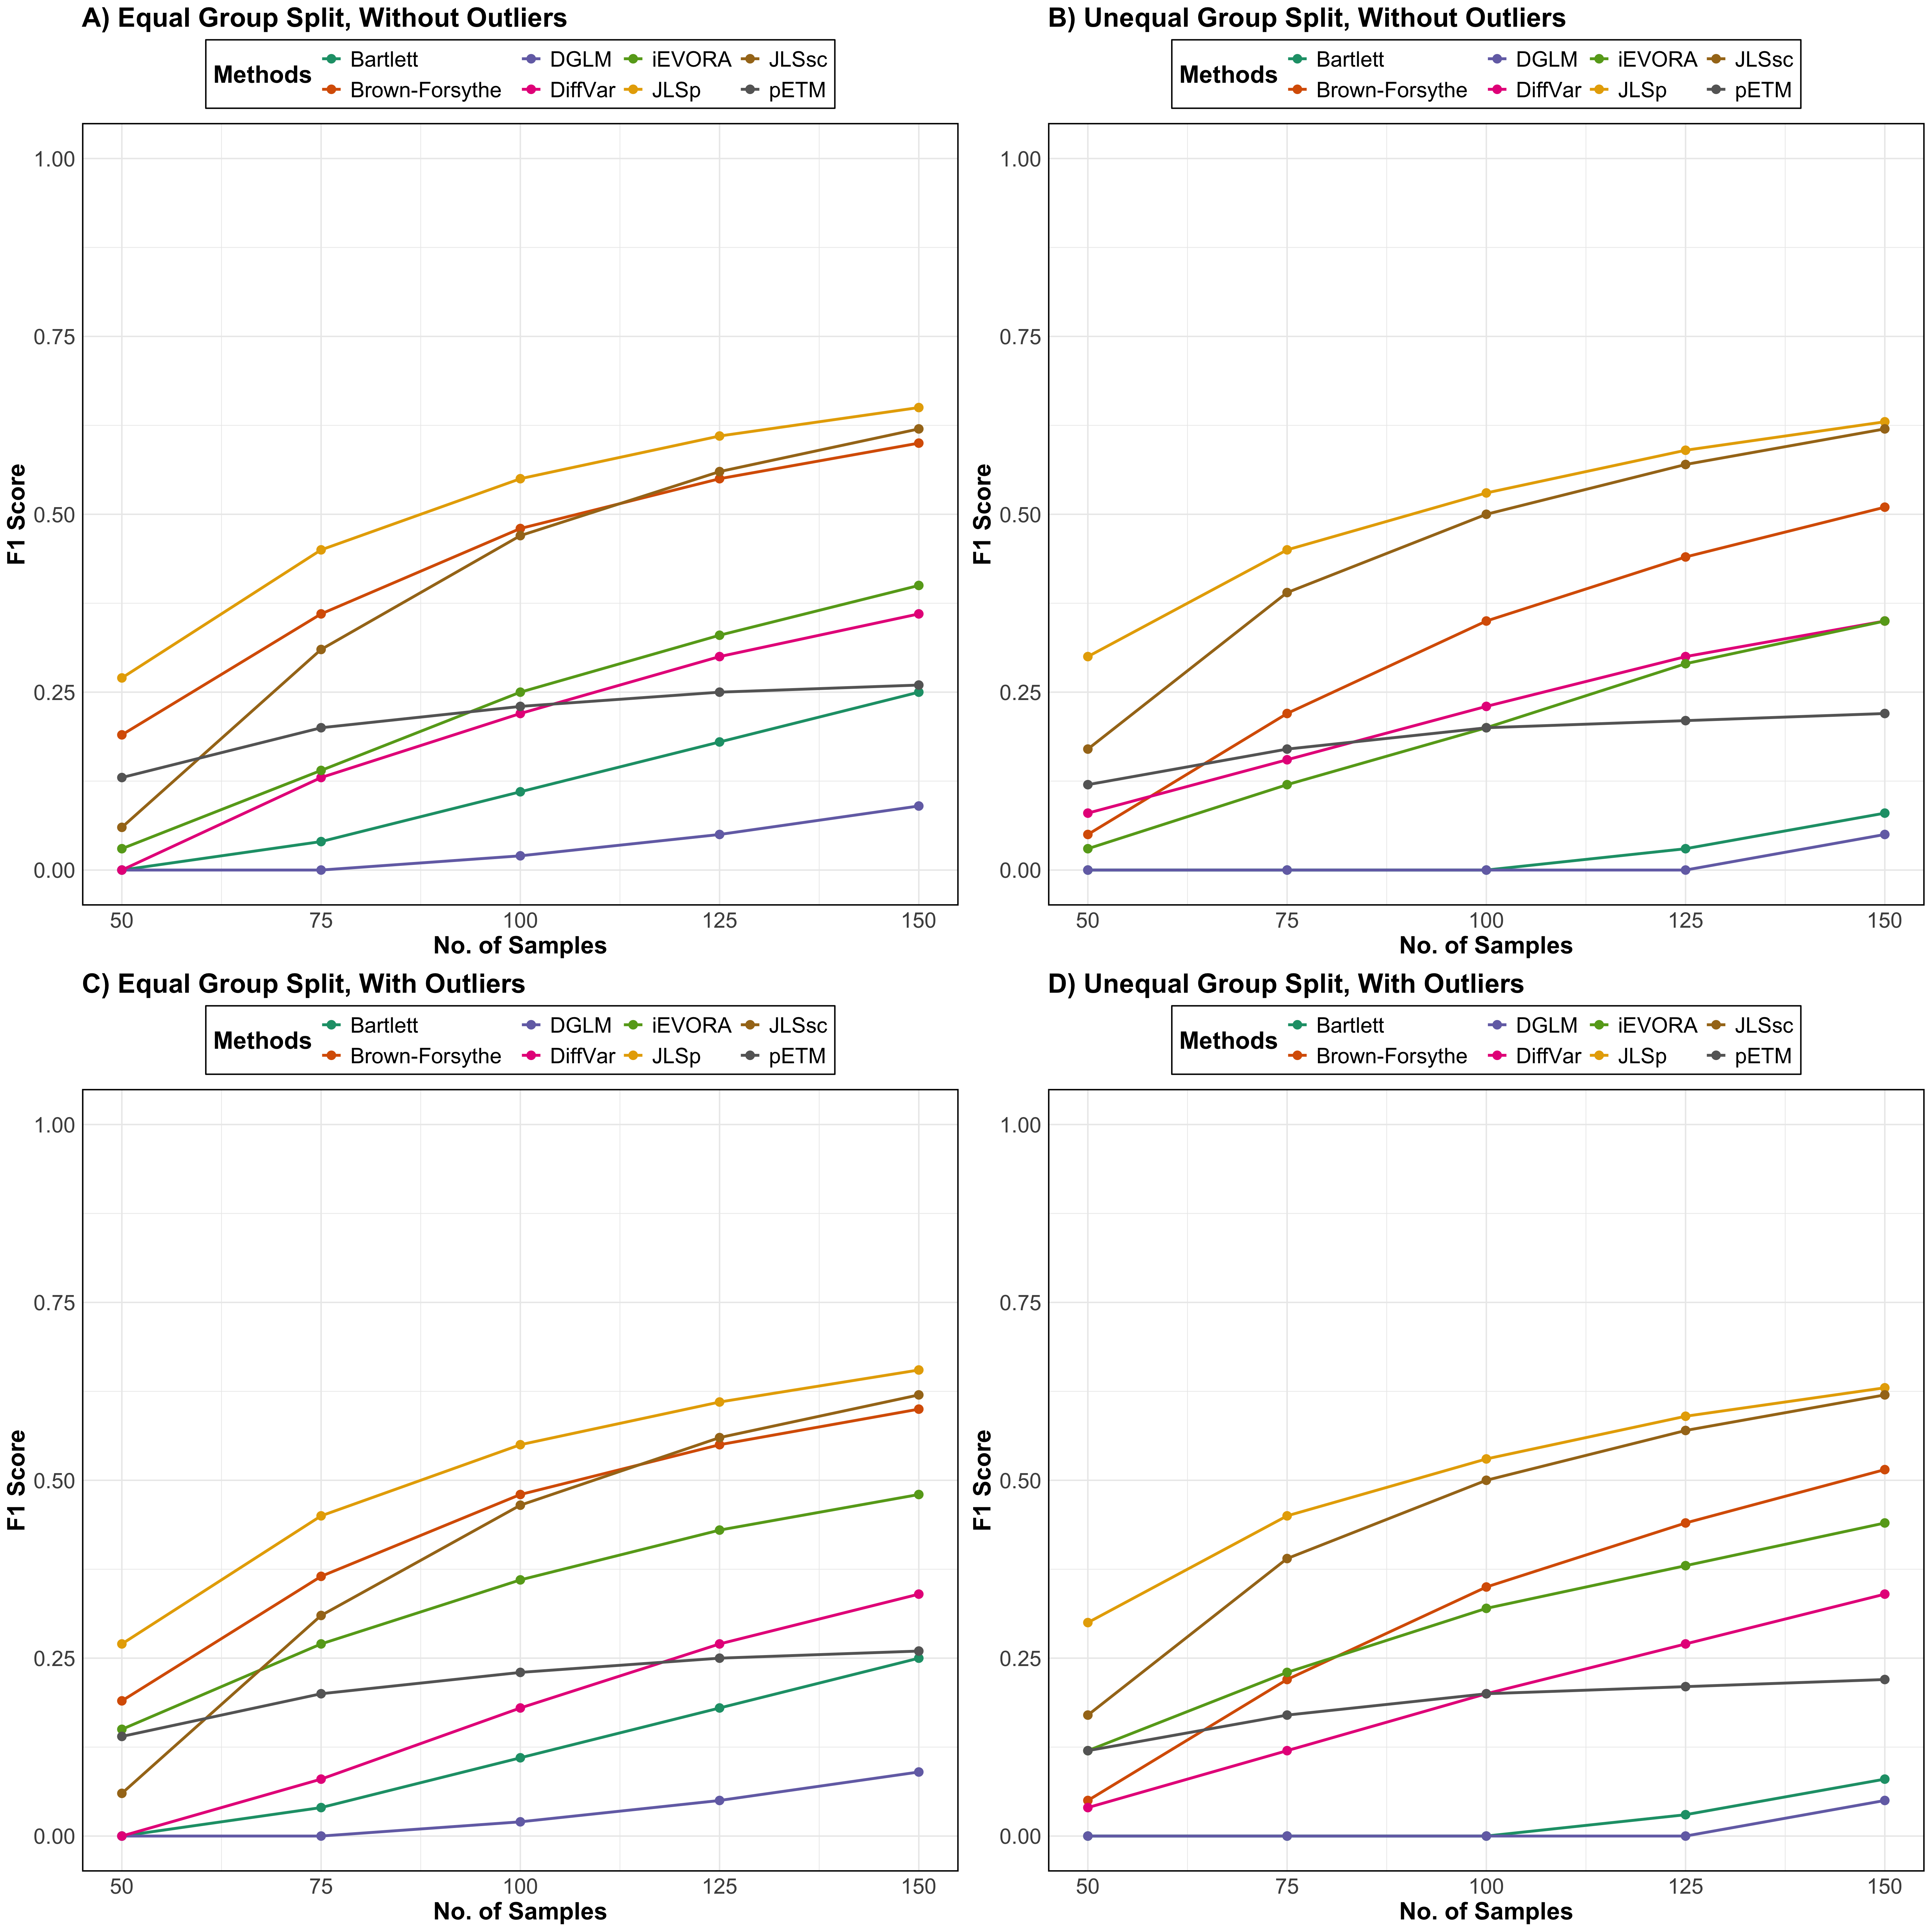 A) Equal Group Split, Without Outliers
Methods
Bartlett
DGLM
iEVORA
JLSsc
Brown-Forsythe
DiffVar
JLSp
pETM
1.00
0.75
0.50
0.25
0.00
F1 Score
50 75 100 125 150
No. of Samples
B) Unequal Group Split, Without Outliers
Methods
Bartlett
DGLM
iEVORA
JLSsc
Brown-Forsythe
DiffVar
JLSp
pETM
1.00
0.75
0.50
0.25
0.00
F1 Score
50 75 100 125 150
No. of Samples
C) Equal Group Split, With Outliers
Methods
Bartlett
DGLM
iEVORA
JLSsc
Brown-Forsythe
DiffVar
JLSp
pETM
1.00
0.75
0.50
0.25
0.00
F1 Score
50 75 100 125 150
No. of Samples
D) Unequal Group Split, With Outliers
Methods
Bartlett
DGLM
iEVORA
JLSsc
Brown-Forsythe
DiffVar
JLSp
pETM
1.00
0.75
0.50
0.25
0.00
F1 Score
50 75 100 125 150
No. of Samples